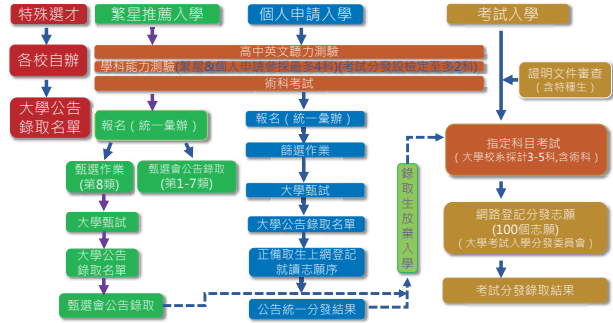 特殊選才
繁星推薦入學
個人申請入學
考試入學
各校自辦
大學公告
錄取名單
高中英文聽力測驗
學科能力測驗(繁星&個人申請參採最多4科)(考試分發設檢定至多2科)
術科考試
證明文件審查
(含特種生)
報名(統一彙辦)
甄選作業
(第8類)
甄選會公告錄取
(第1-7類)
大學甄試
大學公告
錄取名單
甄選會公告錄取
報名(統一彙辦)
篩選作業
大學甄試
大學公告錄取名單
正備取生上網登記
就讀志願序
公告統一分發結果
錄取生放棄入學
指定科目考試
(大學校系採計3-5科,含術科)
網路登記分發志願
(100個志願)
(大學考試入學分發委員會)
考試分發錄取結果